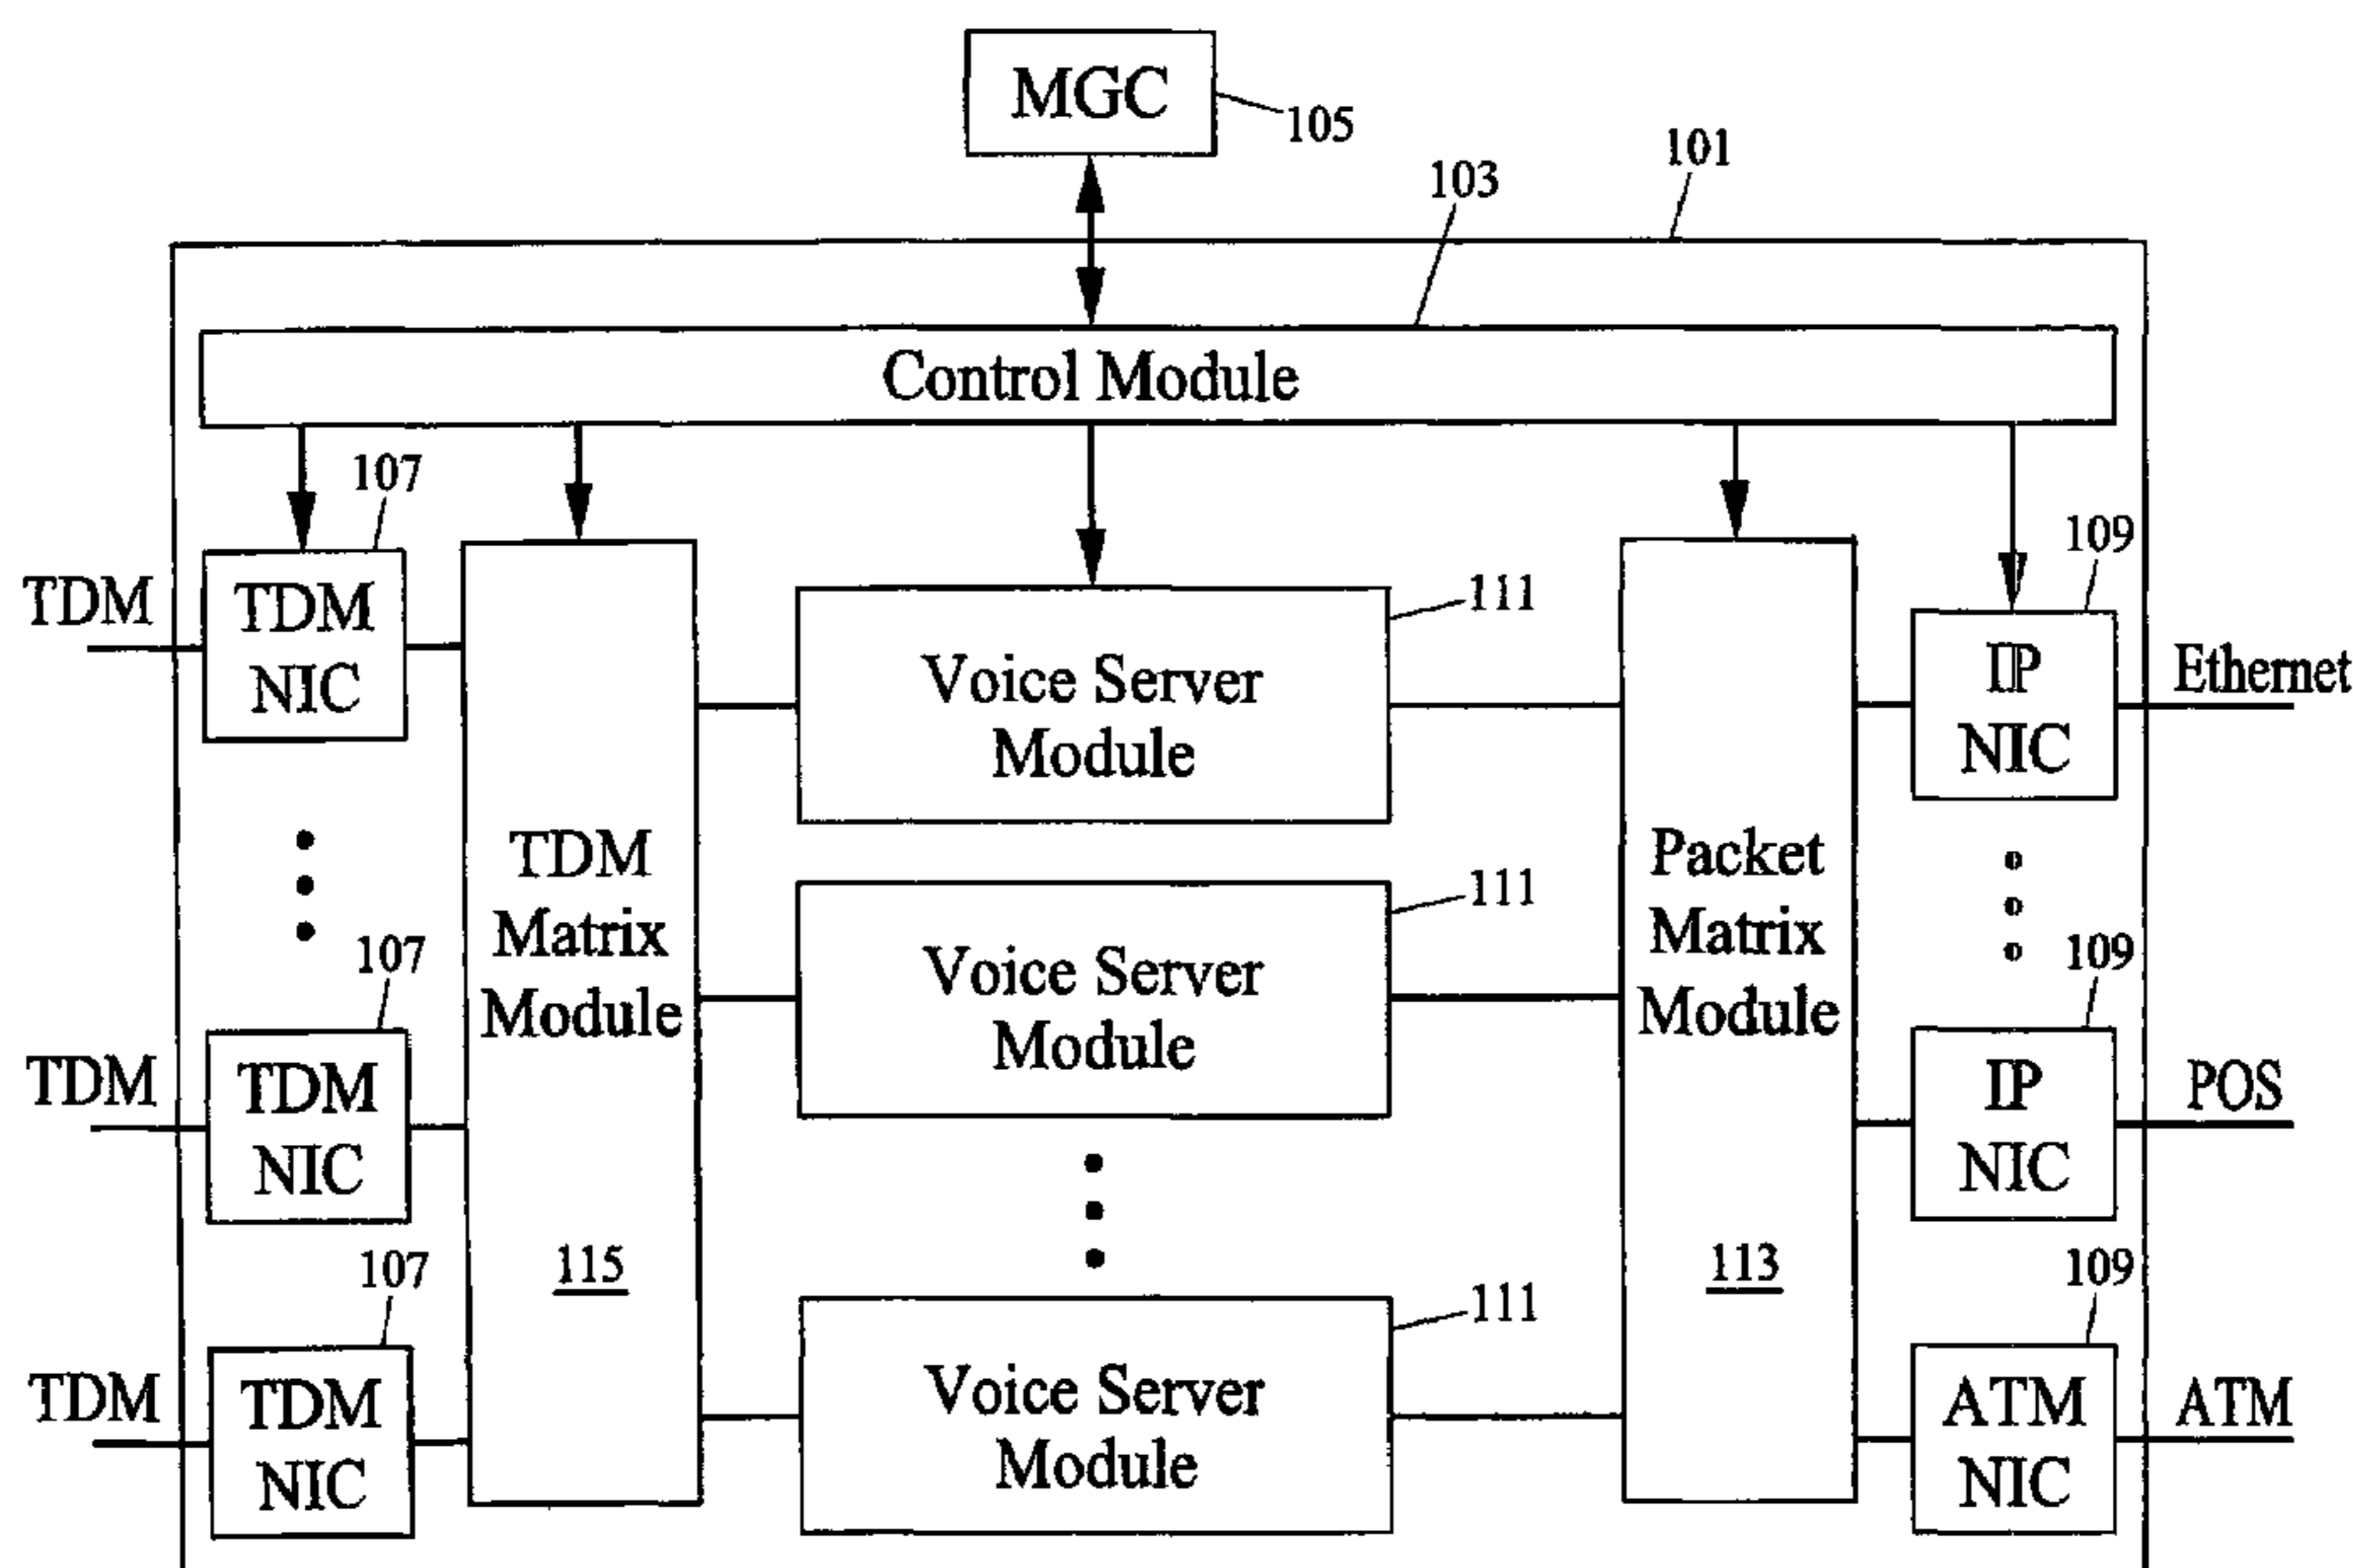 MGC
105
101
103
Control Module
107
109
TDM
TDM
NIC
111
Voice Server
Module
IP
NIC
Ethernet
TDM
Matrix
Module
115
111
Voice Server
Module
Packet
Matrix
Module
113
107
109
TDM
TDM
NIC
IP
NIC
POS
107
111
109
TDM
TDM
NIC
Voice Server
Module
ATM
NIC
ATM